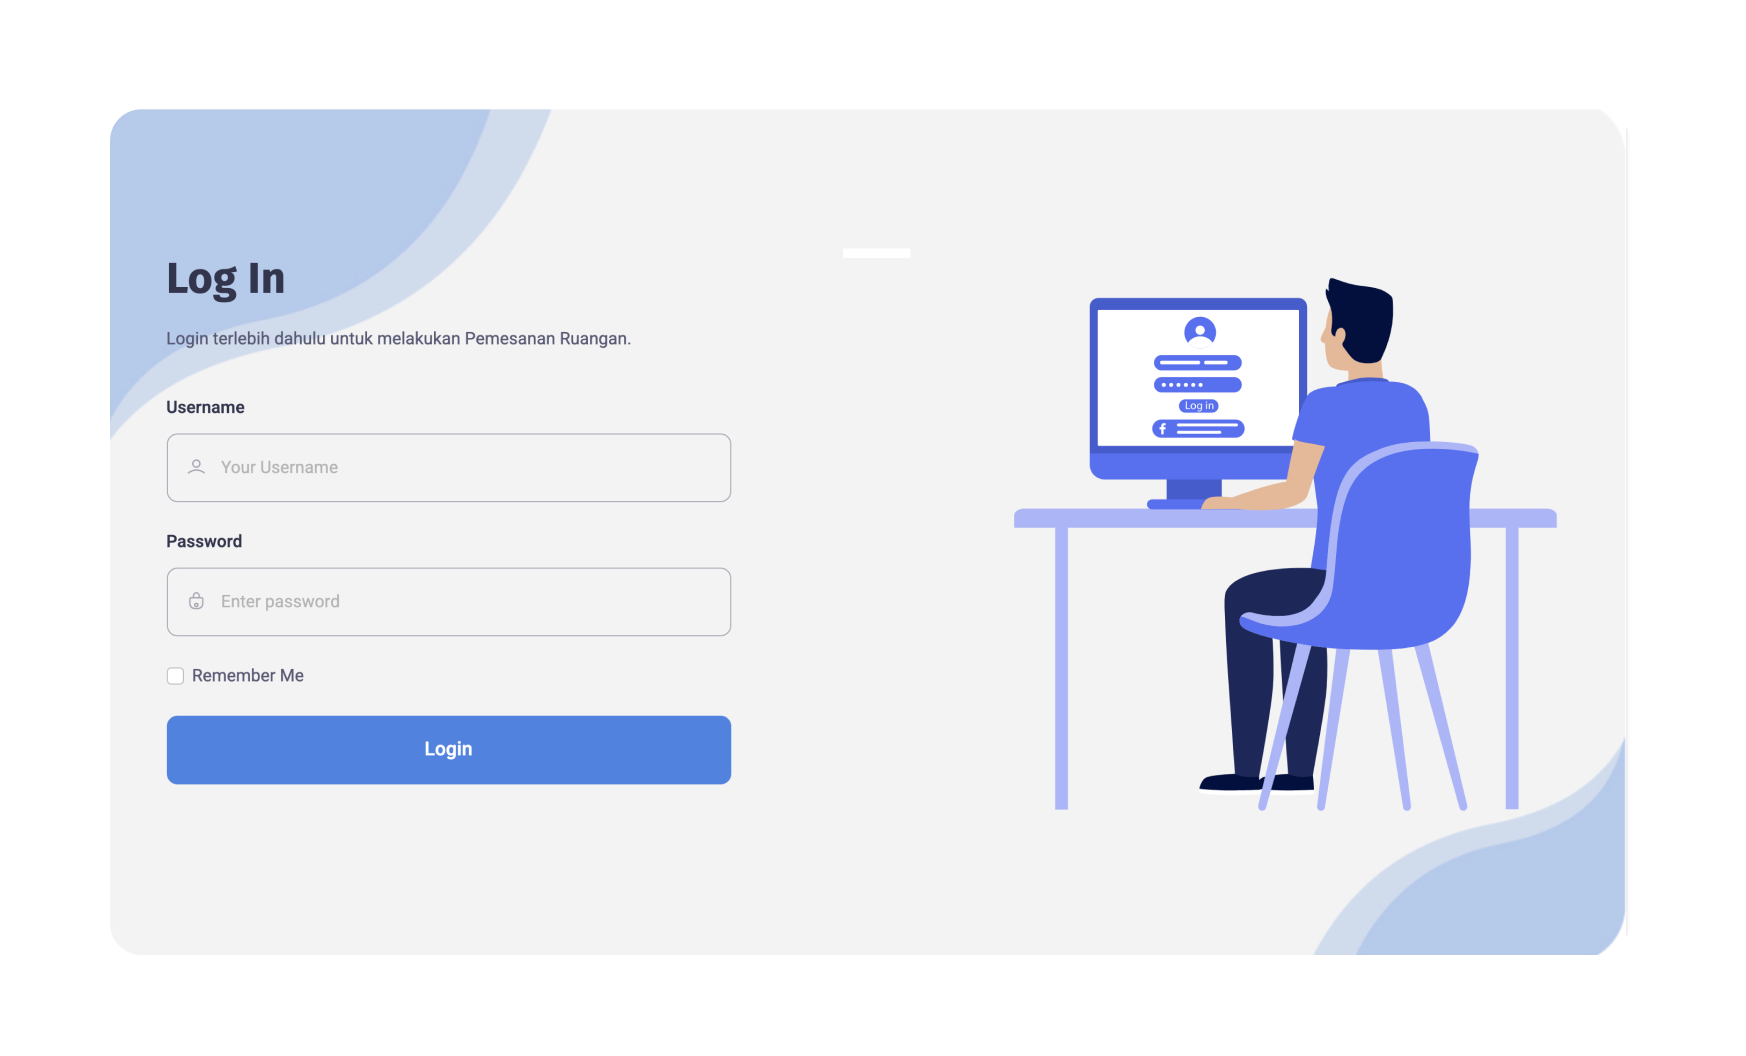 Log In
Login terlebih dahulu untuk melakukan Pemesanan Ruangan.
Username
Your Username
Password
Enter password
Remember Me
Login
Log in
f